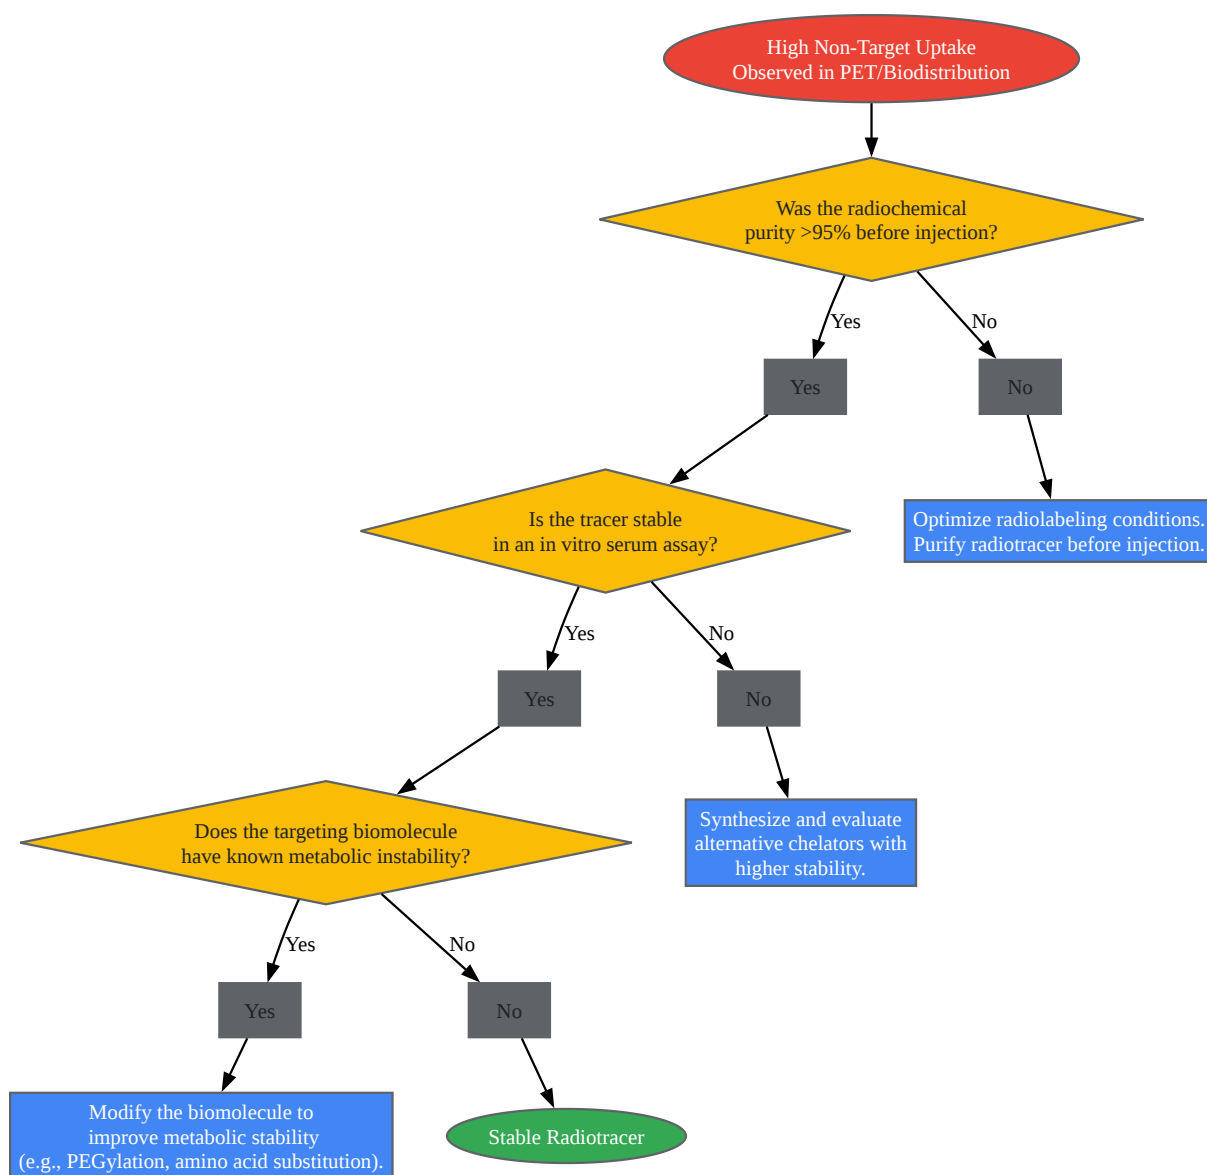 High Non-Target Uptake
Observed in PET/Biodistribution
Was the radiochemical
purity >95% before injection?
Yes
No
Yes
No
Optimize radiolabeling conditions.
Purify radiotracer before injection.
Is the tracer stable
in an in vitro serum assay?
Yes
No
Yes
No
Synthesize and evaluate
alternative chelators with
higher stability.
Does the targeting biomolecule
have known metabolic instability?
Yes
No
Yes
No
Modify the biomolecule to
improve metabolic stability
(e.g., PEGylation, amino acid substitution).
Stable Radiotracer